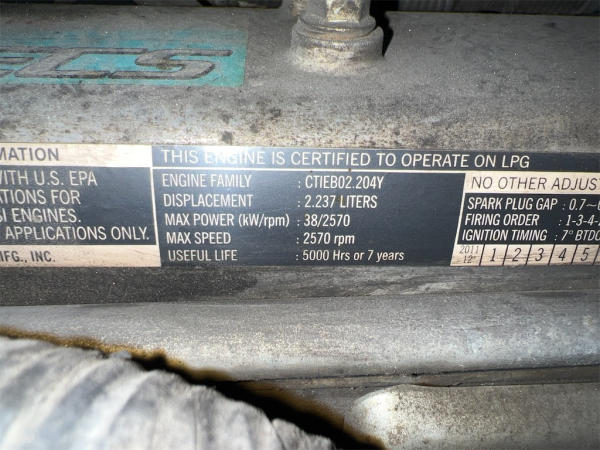 ECS
MATION
WITH U.S. EPA
ATIONS FOR
SI ENGINES.
APPLICATIONS ONLY.
MFG., INC.
THIS ENGINE IS CERTIFIED TO OPERATE ON LPG
ENGINE FAMILY : CTIEB02.204Y
DISPLACEMENT : 2.237 LITERS
MAX POWER (kW/rpm) : 38/2570
MAX SPEED : 2570 rpm
USEFUL LIFE : 5000 Hrs or 7 years
NO OTHER ADJUST
SPARK PLUG GAP : 0.7~
FIRING ORDER : 1-3-4-
IGNITION TIMING : 7° BTDC
2011 1 2 3 4 5
12